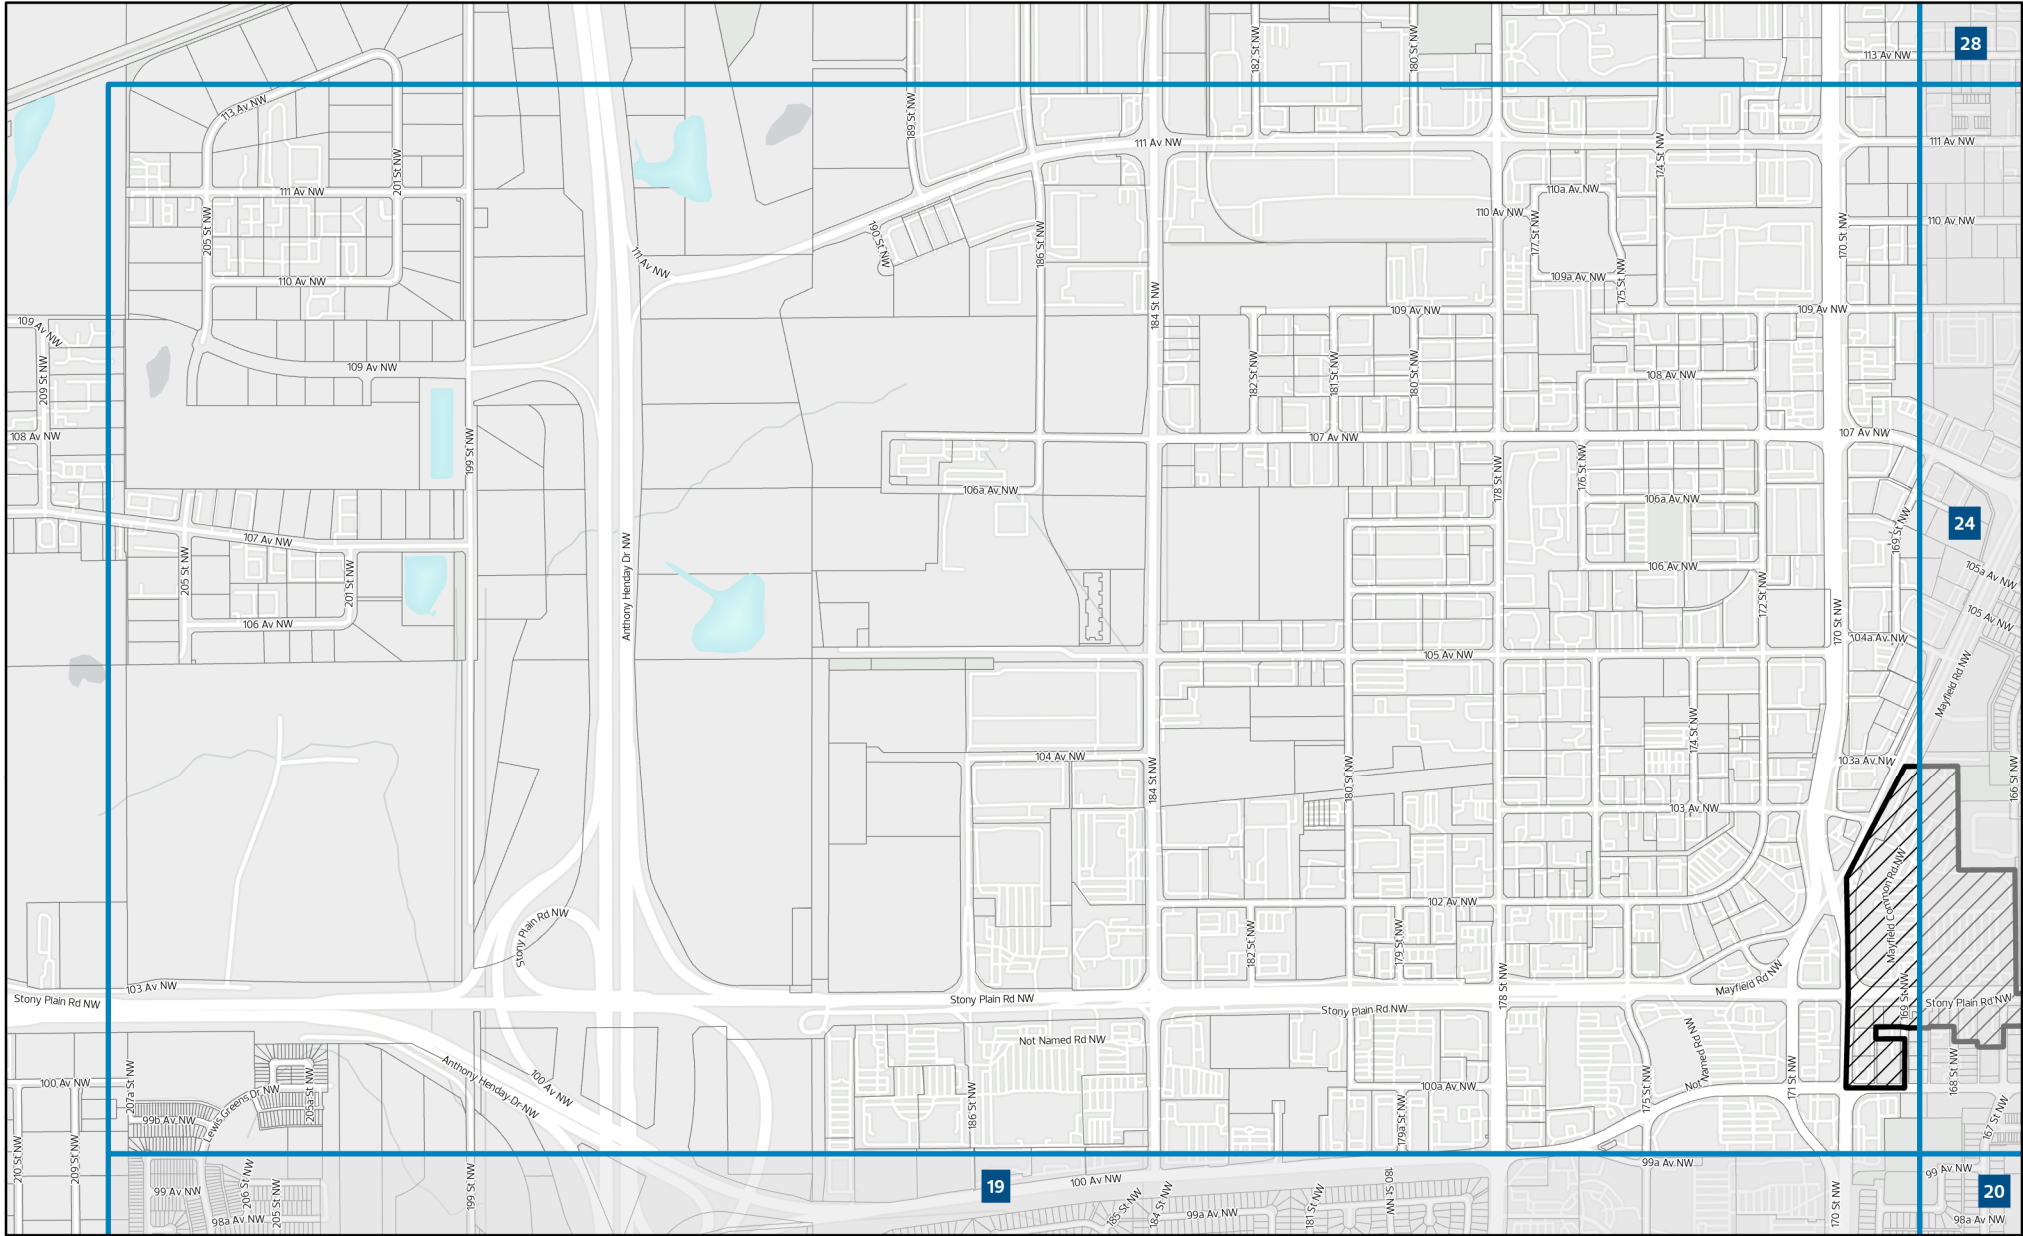 182 St NW
180 St NW
28
113 Av NW
113 Av NW
189 St NW
111 Av NW
174 St NW
111 Av NW
201 St NW
111 Av NW
110a Av NW
205 St NW
190 St NW
186 St NW
110 Av NW
177 St NW
170 St NW
110 Av NW
111 Av NW
110 Av NW
109a Av NW
175 St NW
184 St NW
109 Av NW
109 Av NW
109 Av NW
209 St NW
109 Av NW
182 St NW
181 St NW
180 St NW
108 Av NW
108 Av NW
199 St NW
107 Av NW
107 Av NW
178 St NW
176 St NW
106a Av NW
106a Av NW
24
169 St NW
107 Av NW
205 St NW
201 St NW
Anthony Henday Dr NW
106 Av NW
105a Av NW
172 St NW
170 St NW
105 Av NW
106 Av NW
104a Av NW
105 Av NW
Mayfield Rd NW
174 St NW
104 Av NW
184 St NW
180 St NW
103a Av NW
166 St NW
103 Av NW
Mayfield Common Rd NW
102 Av NW
Stony Plain Rd NW
182 St NW
179 St NW
178 St NW
Mayfield Rd NW
169 St NW
103 Av NW
Stony Plain Rd NW
Stony Plain Rd NW
Stony Plain Rd NW
Stony Plain Rd NW
Not Named Rd NW
Not Named Rd NW
Anthony Henday Dr NW
100 Av NW
100 Av NW
207a St NW
Lewis Greens Dr NW
205a St NW
186 St NW
100a Av NW
179a St NW
175 St NW
171 St NW
168 St NW
99b Av NW
167 St NW
210 St NW
209 St NW
206 St NW
205 St NW
199 St NW
99 Av NW
98a Av NW
19
100 Av NW
185 St NW
184 St NW
99a Av NW
181 St NW
180 St NW
99a Av NW
170 St NW
99 Av NW
20
98a Av NW